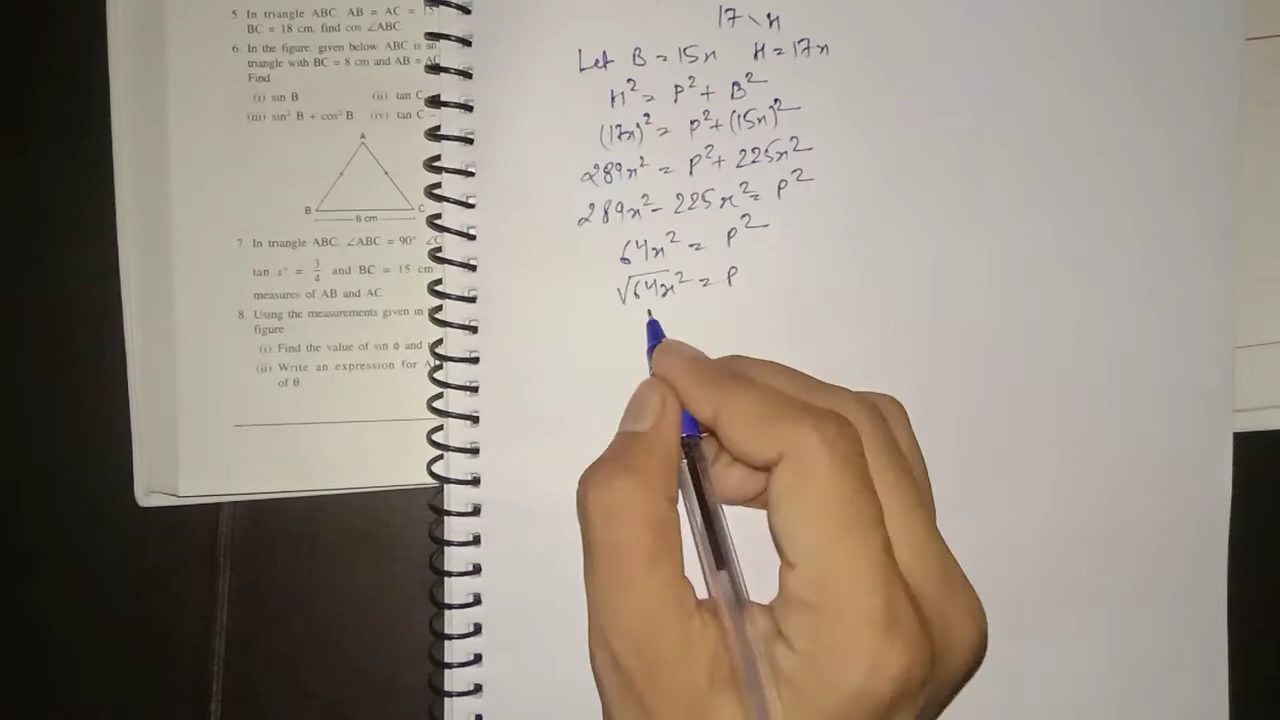 5. In triangle ABC, AB = AC = 15
BC = 18 cm, find cos ∠ABC.
6. In the figure, given below, ABC is an
triangle with BC = 8 cm and AB = AC
Find
(i) sin B (ii) tan C
(iii) sin² B + cos² B (iv) tan C –
A
B C
8 cm
7. In triangle ABC, ∠ABC = 90° ∠C
tan x° = 3/4 and BC = 15 cm
measures of AB and AC
8. Using the measurements given in
figure
(i) Find the value of sin ϕ and
(ii) Write an expression for A
of θ
17 H
Let B = 15x H = 17x
H² = P² + B²
(17x)² = P² + (15x)²
289x² = P² + 225x²
289x² - 225x² = P²
64x² = P²
√64x² = P